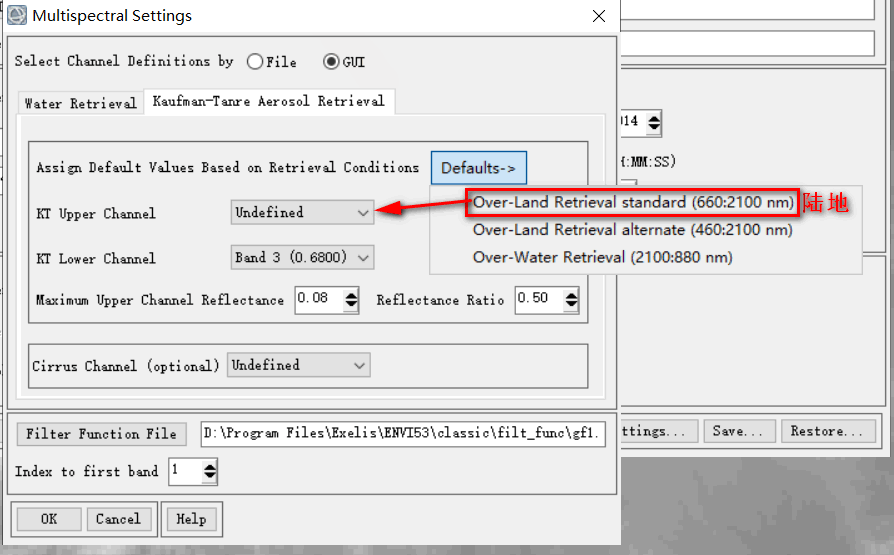 Multispectral Settings
Select Channel Definitions by File GUI
Water Retrieval Kaufman-Tanre Aerosol Retrieval
014
Assign Default Values Based on Retrieval Conditions Defaults->
:MM:SS)
Over-Land Retrieval standard (660:2100 nm) 陆地
KT Upper Channel Undefined
Over-Land Retrieval alternate (460:2100 nm)
KT Lower Channel Band 3 (0.6800)
Over-Water Retrieval (2100:880 nm)
Maximum Upper Channel Reflectance 0.08 Reflectance Ratio 0.50
Cirrus Channel (optional) Undefined
Filter Function File D:\Program Files\Exelis\ENVI53\classic\filt_func\gf1.
ttings... Save... Restore...
Index to first band 1
OK Cancel Help